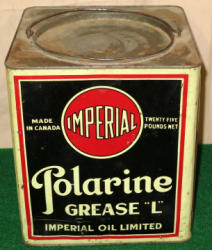 MADE
IN CANADA
IMPERIAL
TWENTY FIVE
POUNDS NET
Polarine
GREASE "L"
IMPERIAL OIL LIMITED